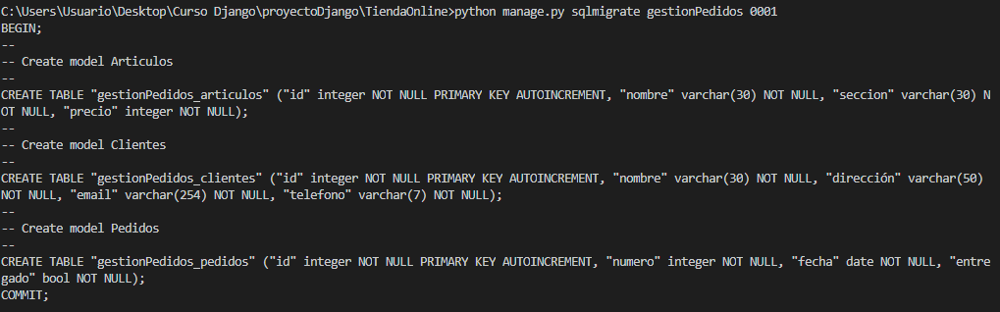 C:\Users\Usuario\Desktop\Curso Django\proyectoDjango\TiendaOnline>python manage.py sqlmigrate gestionPedidos 0001
BEGIN;
--
-- Create model Articulos
--
CREATE TABLE "gestionPedidos_articulos" ("id" integer NOT NULL PRIMARY KEY AUTOINCREMENT, "nombre" varchar(30) NOT NULL, "seccion" varchar(30) N
OT NULL, "precio" integer NOT NULL);
--
-- Create model Clientes
--
CREATE TABLE "gestionPedidos_clientes" ("id" integer NOT NULL PRIMARY KEY AUTOINCREMENT, "nombre" varchar(30) NOT NULL, "dirección" varchar(50)
NOT NULL, "email" varchar(254) NOT NULL, "telefono" varchar(7) NOT NULL);
--
-- Create model Pedidos
--
CREATE TABLE "gestionPedidos_pedidos" ("id" integer NOT NULL PRIMARY KEY AUTOINCREMENT, "numero" integer NOT NULL, "fecha" date NOT NULL, "entre
gado" bool NOT NULL);
COMMIT;